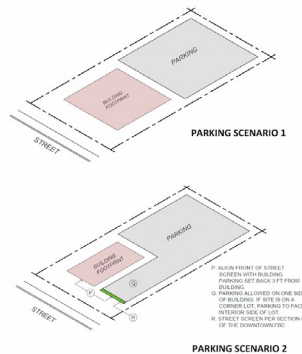 PARKING
BUILDING
FOOTPRINT
STREET
PARKING SCENARIO 1
PARKING
BUILDING
FOOTPRINT
Q
P
R
STREET
P. ALIGN FRONT OF STREET
SCREEN WITH BUILDING.
PARKING SET BACK 3 FT FROM
BUILDING.
Q. PARKING ALLOWED ON ONE SID
OF BUILDING. IF SITE IS ON A
CORNER LOT, PARKING TO FAC
INTERIOR SIDE OF LOT.
R. STREET SCREEN PER SECTION
OF THE DOWNTOWN FBC
PARKING SCENARIO 2